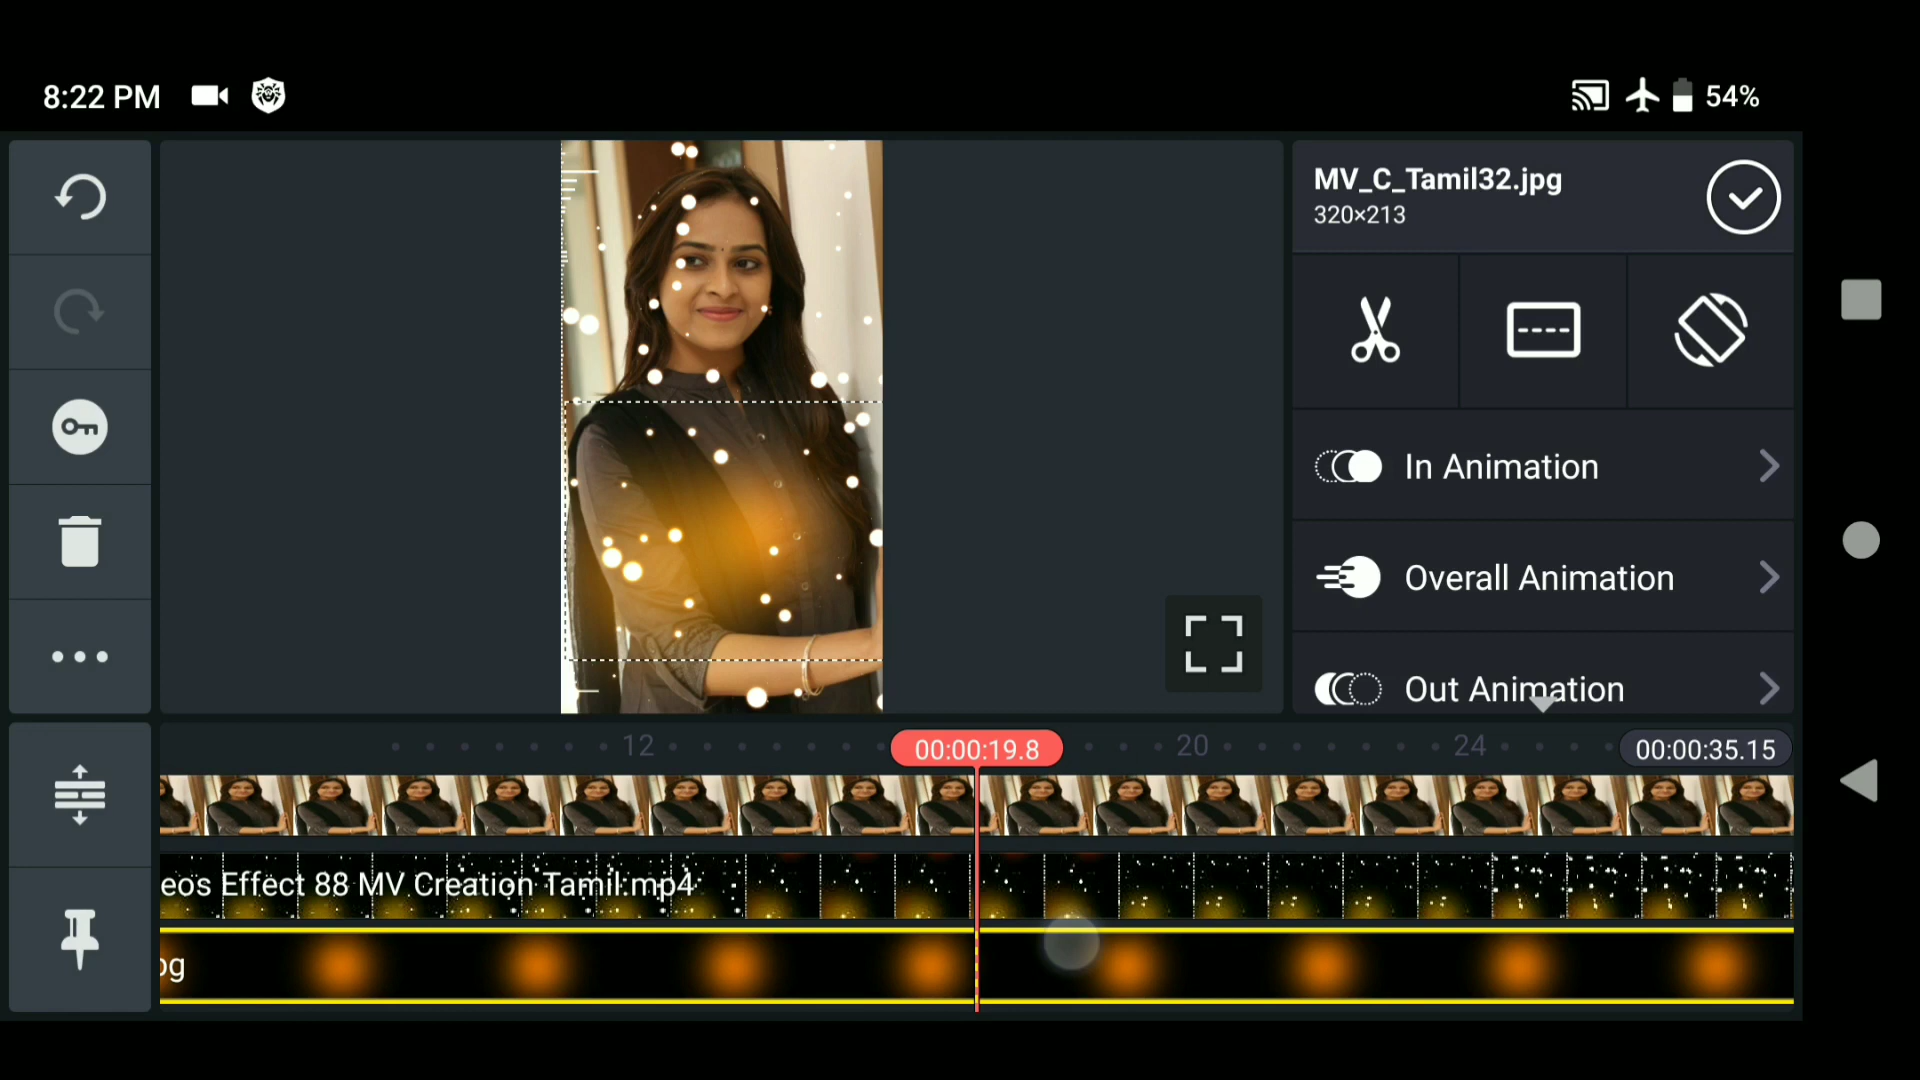 8:22 PM
54%
MV_C_Tamil32.jpg
320×213
In Animation
Overall Animation
Out Animation
12
00:00:19.8
20
24
00:00:35.15
eos Effect 88 MV Creation Tamil.mp4
pg